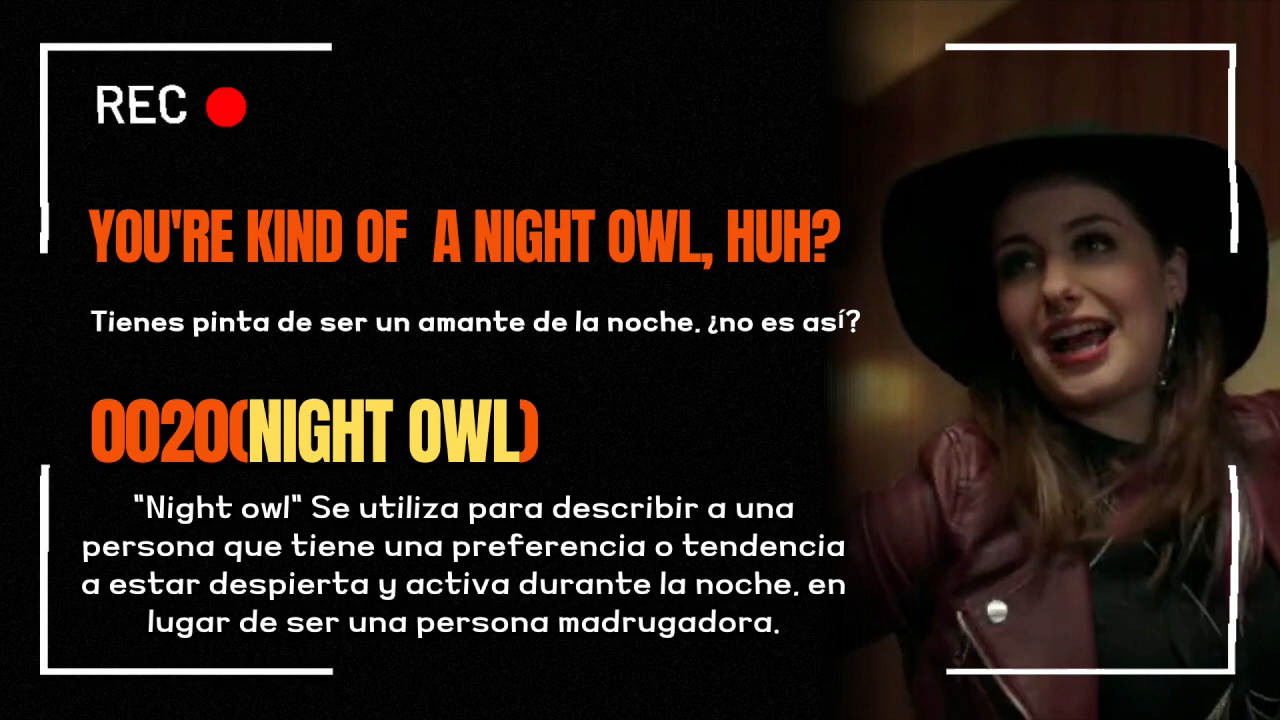 REC
YOU'RE KIND OF A NIGHT OWL, HUH?
Tienes pinta de ser un amante de la noche, ¿no es así?
0020(NIGHT OWL)
"Night owl" Se utiliza para describir a una
persona que tiene una preferencia o tendencia
a estar despierta y activa durante la noche, en
lugar de ser una persona madrugadora.